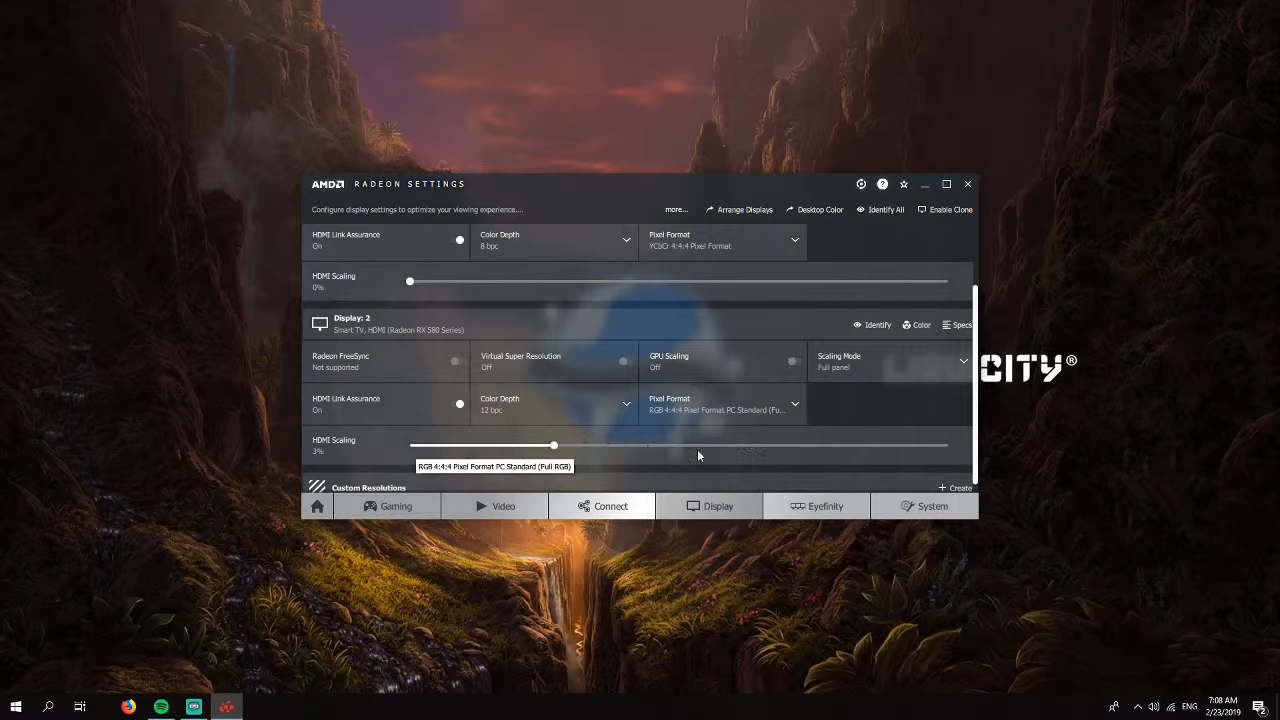 AMD RADEON SETTINGS
Configure display settings to optimize your viewing experience....
more...
Arrange Displays
Desktop Color
Identify All
Enable Clone
HDMI Link Assurance
On
Color Depth
8 bpc
Pixel Format
YCbCr 4:4:4 Pixel Format
HDMI Scaling
0%
Display: 2
Smart TV, HDMI (Radeon RX 580 Series)
Identify
Color
Specs
Radeon FreeSync
Not supported
Virtual Super Resolution
Off
GPU Scaling
Off
Scaling Mode
Full panel
CITY®
HDMI Link Assurance
On
Color Depth
12 bpc
Pixel Format
RGB 4:4:4 Pixel Format PC Standard (Fu...
HDMI Scaling
3%
RGB 4:4:4 Pixel Format PC Standard (Full RGB)
Custom Resolutions
Create
Gaming
Video
Connect
Display
Eyefinity
System
ENG
7:08 AM
2/23/2019
2